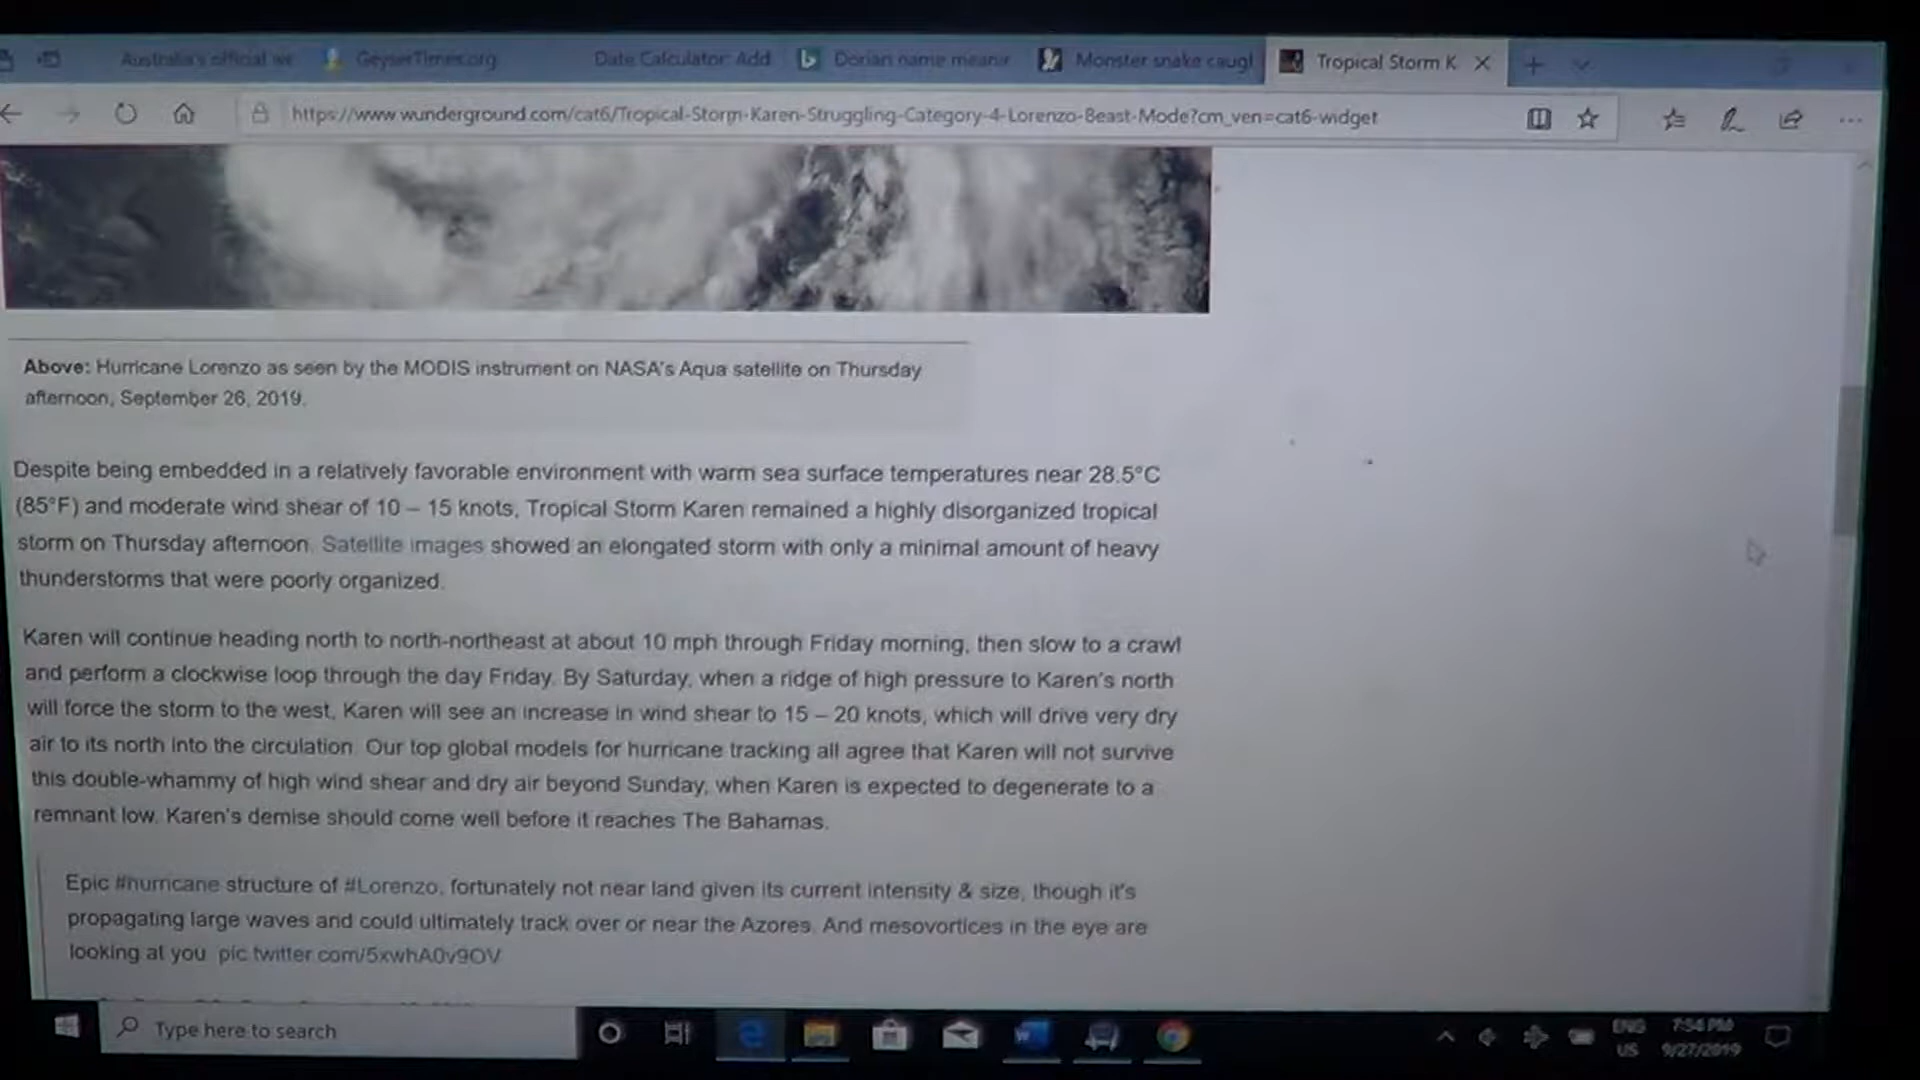 Australia's official we
GeyserTimes.org
Date Calculator: Add
Dorian name meanin
Monster snake caugl
Tropical Storm K
https://www.wunderground.com/cat6/Tropical-Storm-Karen-Struggling-Category-4-Lorenzo-Beast-Mode?cm_ven=cat6-widget
Above: Hurricane Lorenzo as seen by the MODIS instrument on NASA's Aqua satellite on Thursday
afternoon, September 26, 2019.
Despite being embedded in a relatively favorable environment with warm sea surface temperatures near 28.5°C
(85°F) and moderate wind shear of 10 – 15 knots, Tropical Storm Karen remained a highly disorganized tropical
storm on Thursday afternoon. Satellite images showed an elongated storm with only a minimal amount of heavy
thunderstorms that were poorly organized.
Karen will continue heading north to north-northeast at about 10 mph through Friday morning, then slow to a crawl
and perform a clockwise loop through the day Friday. By Saturday, when a ridge of high pressure to Karen's north
will force the storm to the west, Karen will see an increase in wind shear to 15 – 20 knots, which will drive very dry
air to its north into the circulation. Our top global models for hurricane tracking all agree that Karen will not survive
this double-whammy of high wind shear and dry air beyond Sunday, when Karen is expected to degenerate to a
remnant low. Karen's demise should come well before it reaches The Bahamas.
Epic #hurricane structure of #Lorenzo, fortunately not near land given its current intensity & size, though it's
propagating large waves and could ultimately track over or near the Azores. And mesovortices in the eye are
looking at you pic.twitter.com/5xwhA0v9OV
Type here to search
ENG
US
7:54 PM
9/27/2019